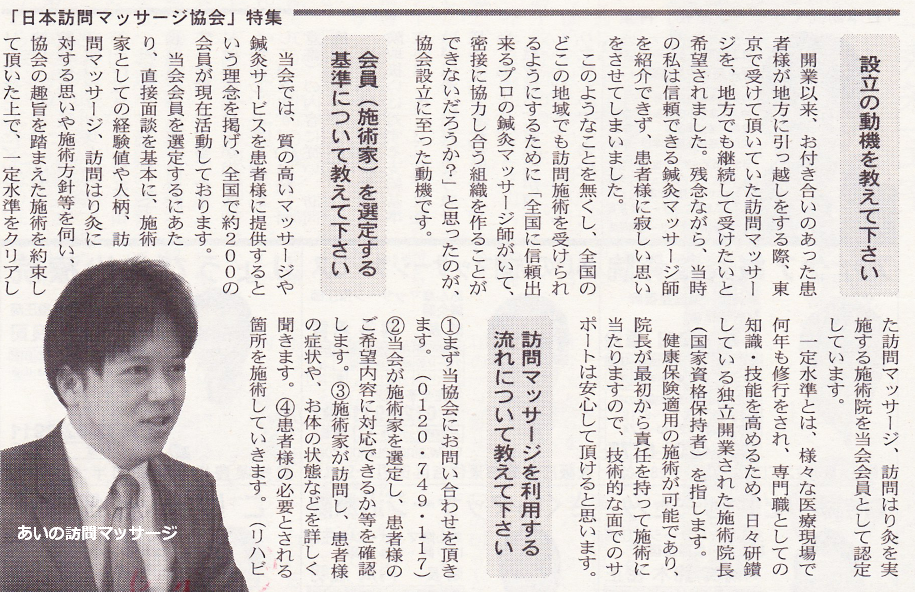 「日本訪問マッサージ協会」特集
設立の動機を教えて下さい
開業以来、お付き合いのあった患
者様が地方に引っ越しをする際、東
京で受けて頂いていた訪問マッサー
ジを、地方でも継続して受けたいと
希望されました。残念ながら、当時
の私は信頼できる鍼灸マッサージ師
を紹介できず、患者様に寂しい思い
をさせてしまいました。
このようなことを無くし、全国の
どこの地域でも訪問施術を受けられ
るようにするために「全国に信頼出
来るプロの鍼灸マッサージ師がいて、
密接に協力し合う組織を作ることが
できないだろうか?」と思ったのが、
協会設立に至った動機です。
会員（施術家）を選定する
基準について教えて下さい
当会では、質の高いマッサージや
鍼灸サービスを患者様に提供すると
いう理念を掲げ、全国で約200の
会員が現在活動しております。
当会会員を選定するにあた
り、直接面談を基本に、施術
家としての経験値や人柄、訪
問マッサージ、訪問はり灸に
対する思いや施術方針等を伺い、
協会の趣旨を踏まえた施術を約束し
て頂いた上で、一定水準をクリアし
た訪問マッサージ、訪問はり灸を実
施する施術院を当会会員として認定
しています。
一定水準とは、様々な医療現場で
何年も修行をされ、専門職としての
知識・技能を高めるため、日々研鑽
している独立開業された施術院長
（国家資格保持者）を指します。
健康保険適用の施術が可能であり、
院長が最初から責任を持って施術に
当たりますので、技術的な面でのサ
ポートは安心して頂けると思います。
訪問マッサージを利用する
流れについて教えて下さい
①まず当協会にお問い合わせを頂き
ます。（0120・749・117）
②当会が施術家を選定し、患者様の
ご希望内容に対応できるか等を確認
します。③施術家が訪問し、患者様
の症状や、お体の状態などを詳しく
聞きます。④患者様の必要とされる
箇所を施術していきます。（リハビ
あいの訪問マッサージ